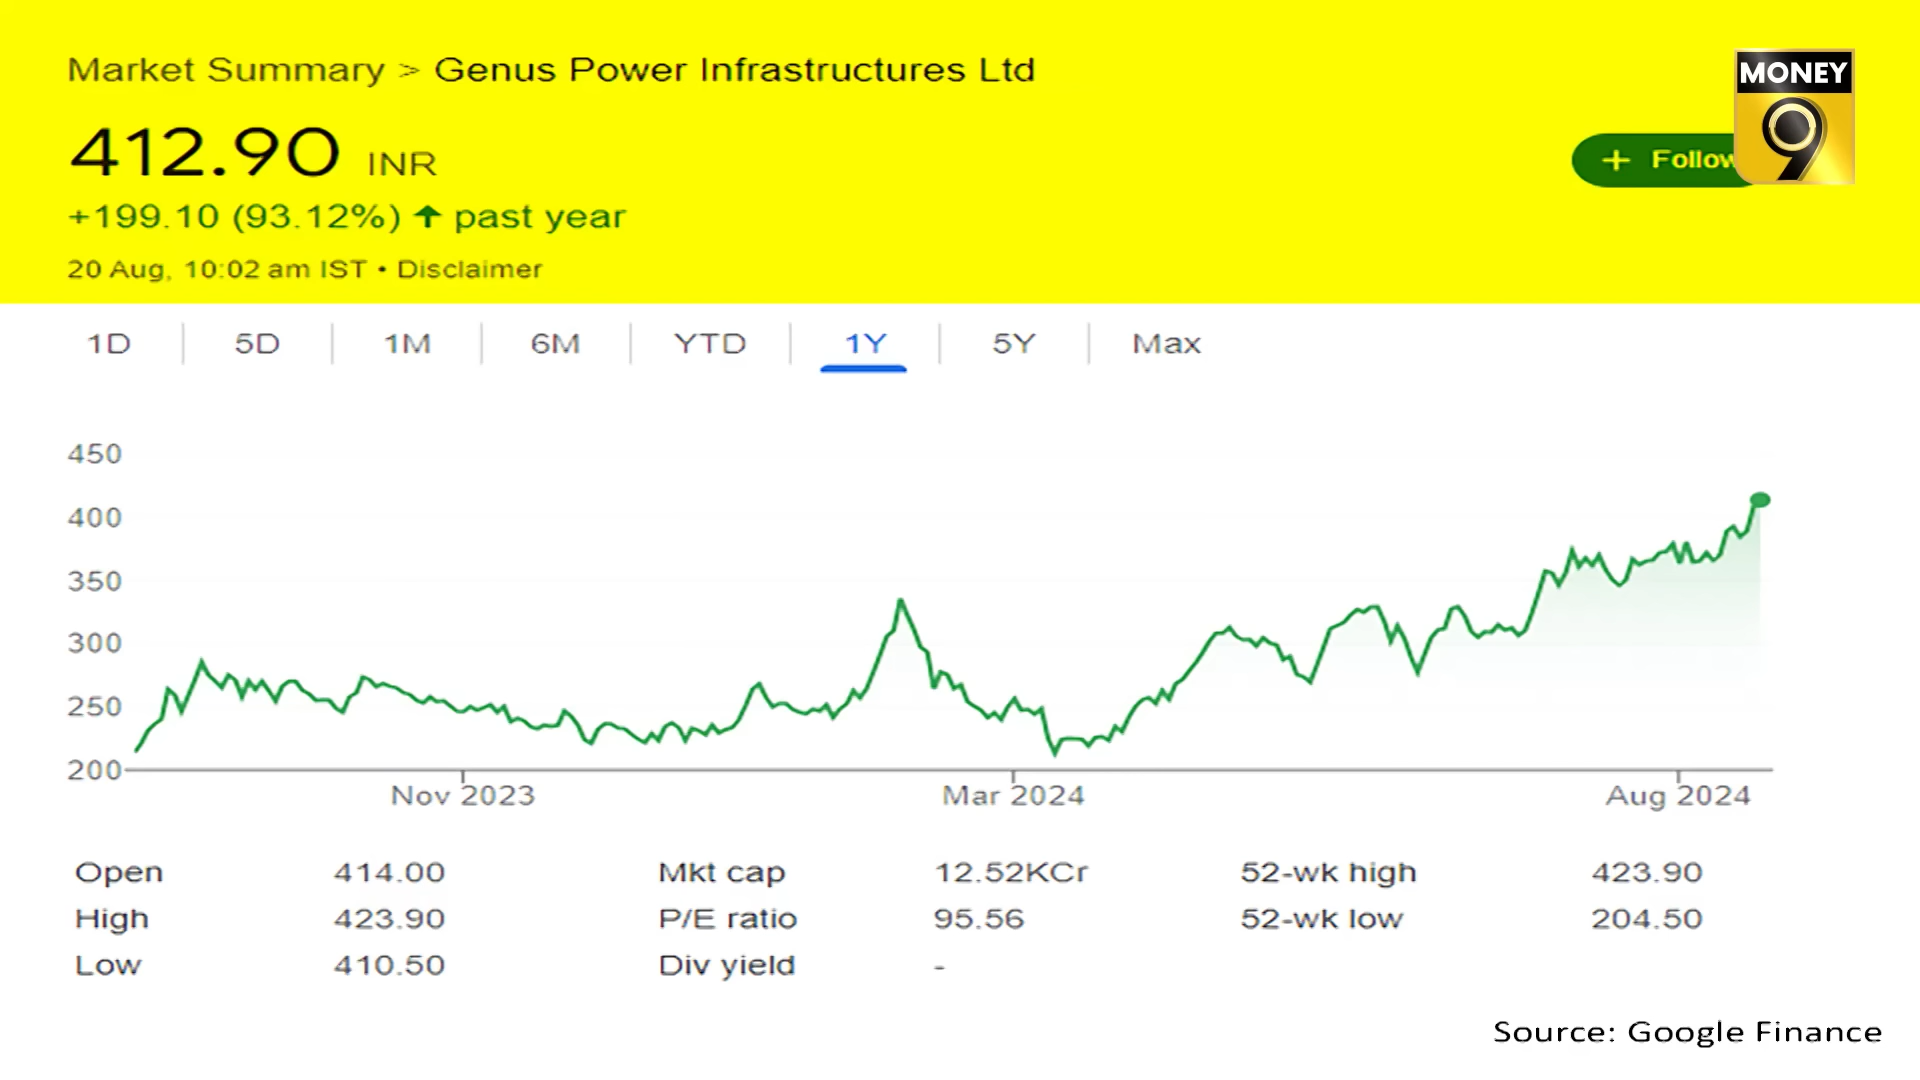 Market Summary > Genus Power Infrastructures Ltd
MONEY
9
412.90 INR
+ Follow
+199.10 (93.12%) ↑ past year
20 Aug, 10:02 am IST • Disclaimer
1D 5D 1M 6M YTD 1Y 5Y Max
450
400
350
300
250
200
Nov 2023 Mar 2024 Aug 2024
Open 414.00 Mkt cap 12.52KCr 52-wk high 423.90
High 423.90 P/E ratio 95.56 52-wk low 204.50
Low 410.50 Div yield -
Source: Google Finance